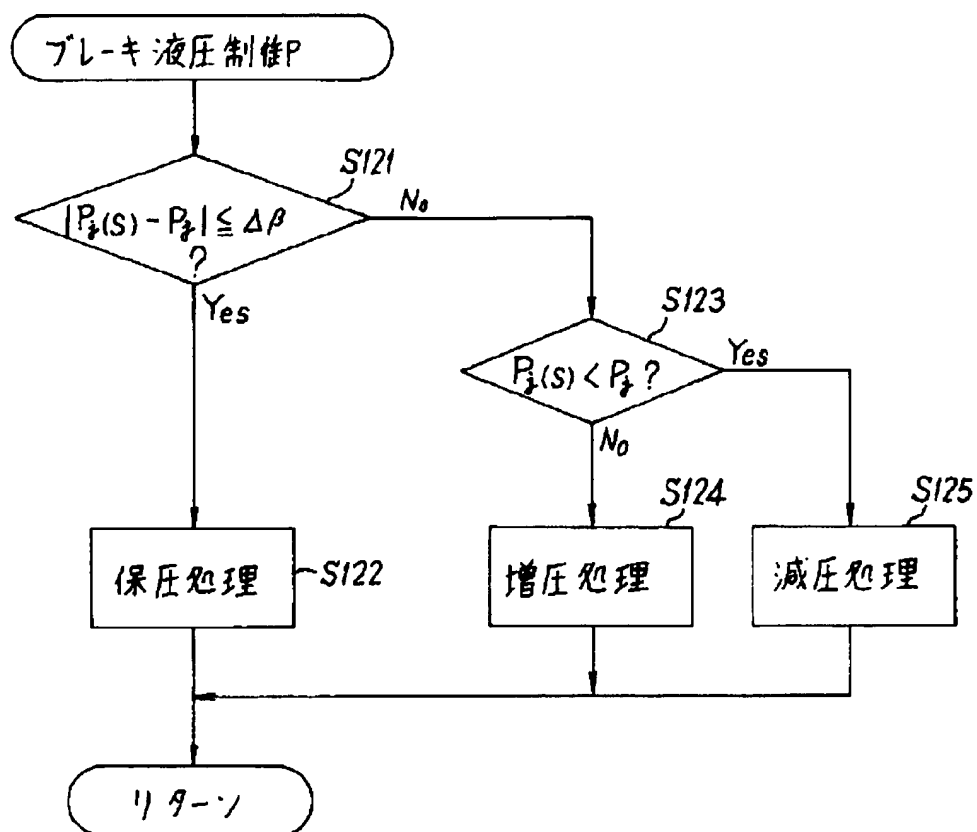 ブレーキ液圧制御P
S121
|Pj(S) - Pj| ≦ Δβ
?
No
Yes
S123
Pj(S) < Pj ?
Yes
No
保圧処理
S122
S124
増圧処理
S125
減圧処理
リターン